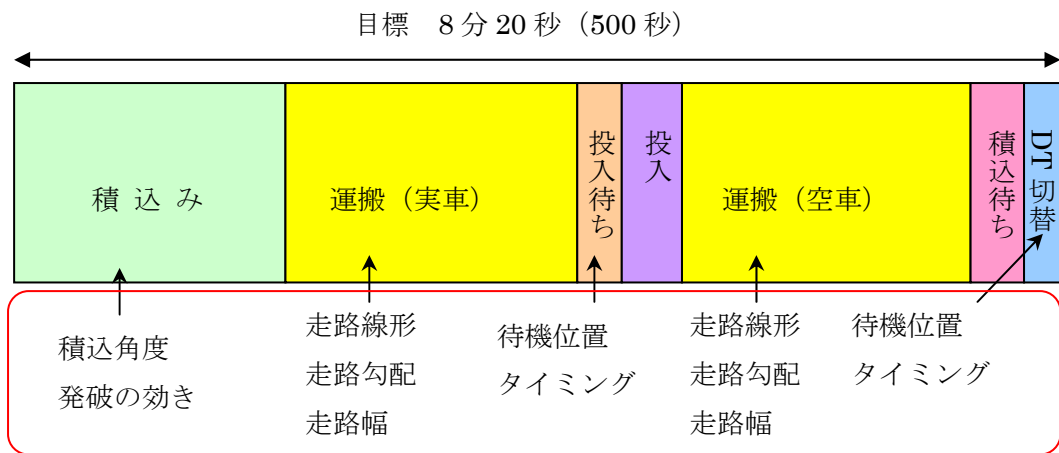 目標　8分20秒（500秒）
積 込 み
運搬（実車）
投入待ち
投入
運搬（空車）
積込待ち
DT切替
積込角度
発破の効き
走路線形
走路勾配
走路幅
待機位置
タイミング
走路線形
走路勾配
走路幅
待機位置
タイミング